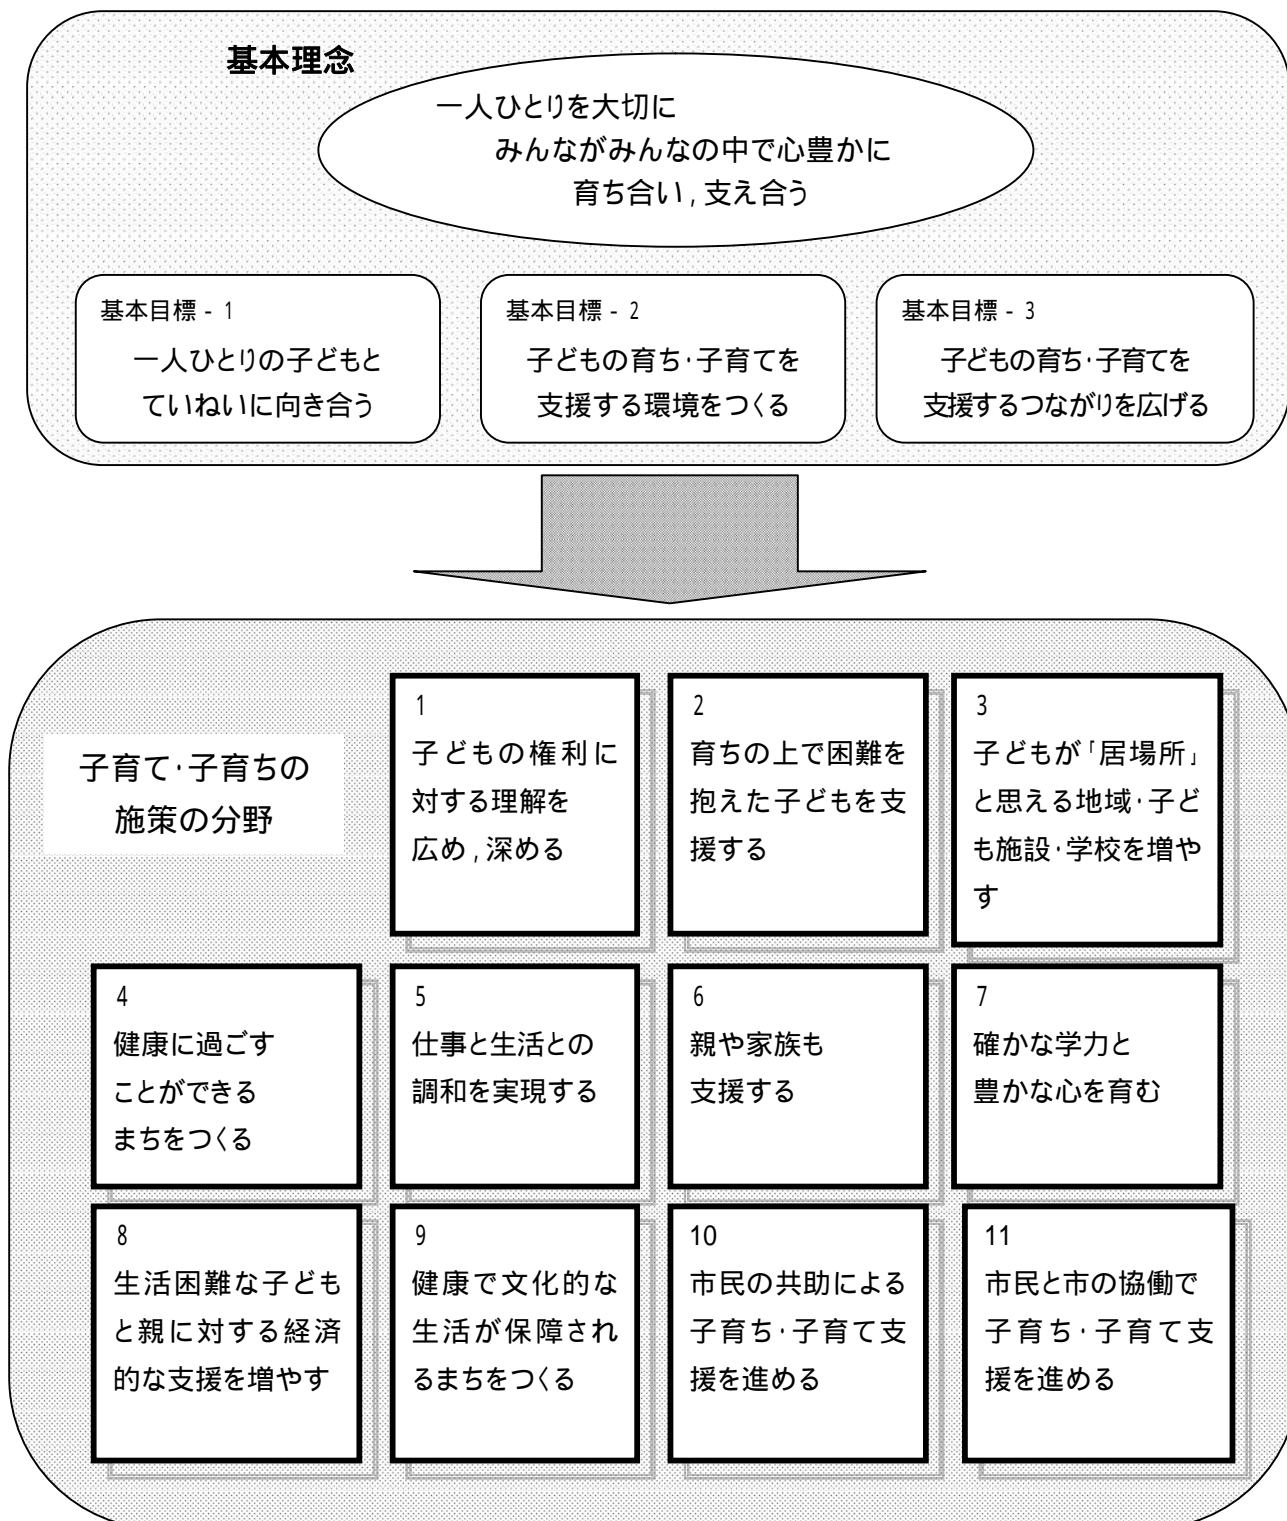 基本理念
一人ひとりを大切に
みんながみんなの中で心豊かに
育ち合い,支え合う
基本目標 - 1
一人ひとりの子どもと
ていねいに向き合う
基本目標 - 2
子どもの育ち・子育てを
支援する環境をつくる
基本目標 - 3
子どもの育ち・子育てを
支援するつながりを広げる
子育て・子育ちの
施策の分野
1
子どもの権利に
対する理解を
広め,深める
2
育ちの上で困難を
抱えた子どもを支
援する
3
子どもが「居場所」
と思える地域・子ど
も施設・学校を増や
す
4
健康に過ごす
ことができる
まちをつくる
5
仕事と生活との
調和を実現する
6
親や家族も
支援する
7
確かな学力と
豊かな心を育む
8
生活困難な子ども
と親に対する経済
的な支援を増やす
9
健康で文化的な
生活が保障され
るまちをつくる
10
市民の共助による
子育ち・子育て支
援を進める
11
市民と市の協働で
子育ち・子育て支
援を進める